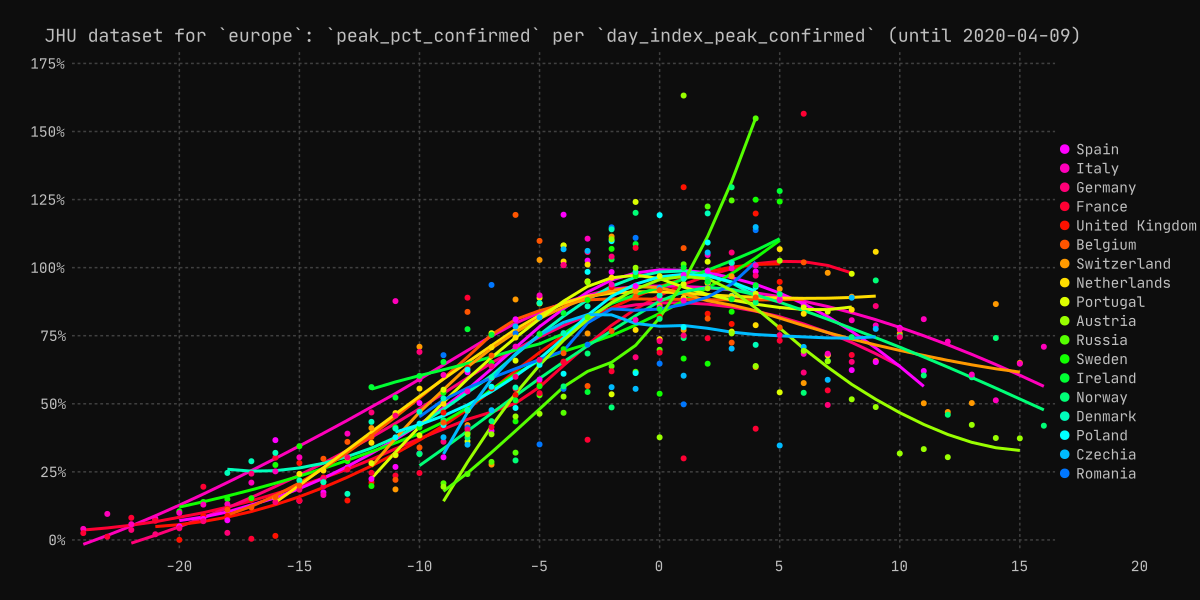 JHU dataset for `europe`: `peak_pct_confirmed` per `day_index_peak_confirmed` (until 2020-04-09)
175%
150%
125%
100%
75%
50%
25%
0%
-20 -15 -10 -5 0 5 10 15 20
Spain
Italy
Germany
France
United Kingdom
Belgium
Switzerland
Netherlands
Portugal
Austria
Russia
Sweden
Ireland
Norway
Denmark
Poland
Czechia
Romania